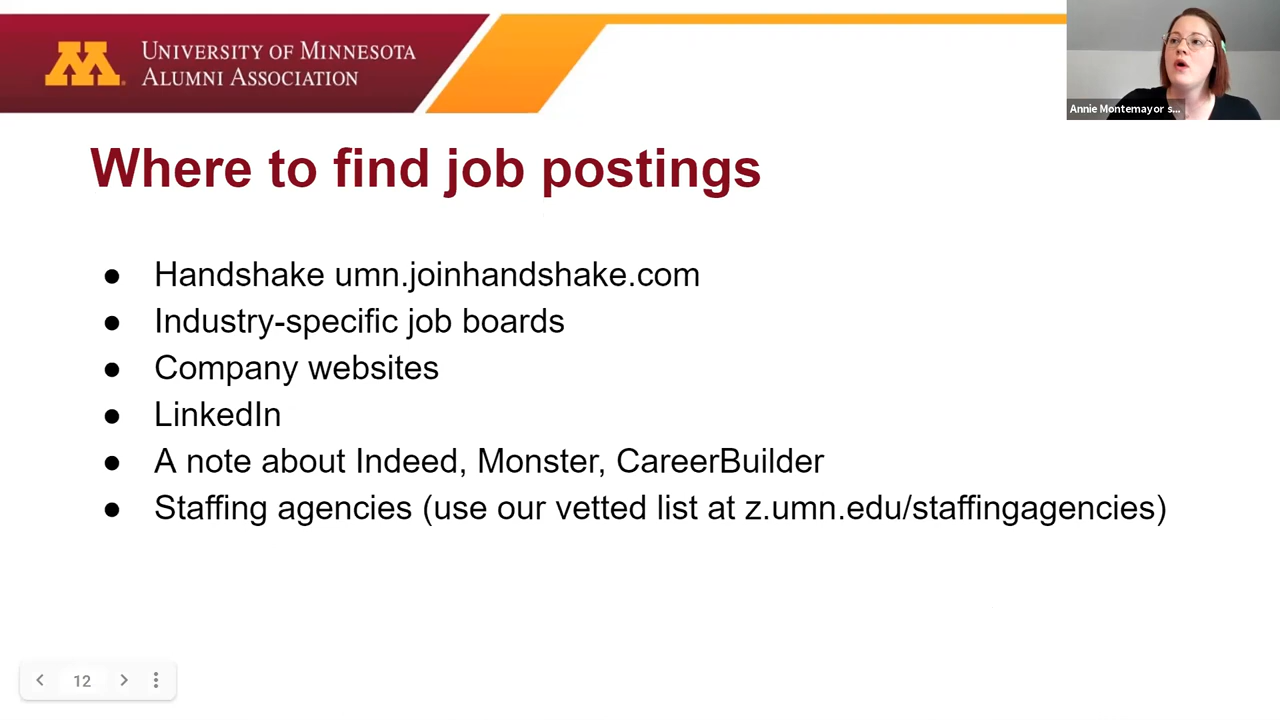 UNIVERSITY OF MINNESOTA
ALUMNI ASSOCIATION
Annie Montemayor s...
Where to find job postings
● Handshake umn.joinhandshake.com
● Industry-specific job boards
● Company websites
● LinkedIn
● A note about Indeed, Monster, CareerBuilder
● Staffing agencies (use our vetted list at z.umn.edu/staffingagencies)
12